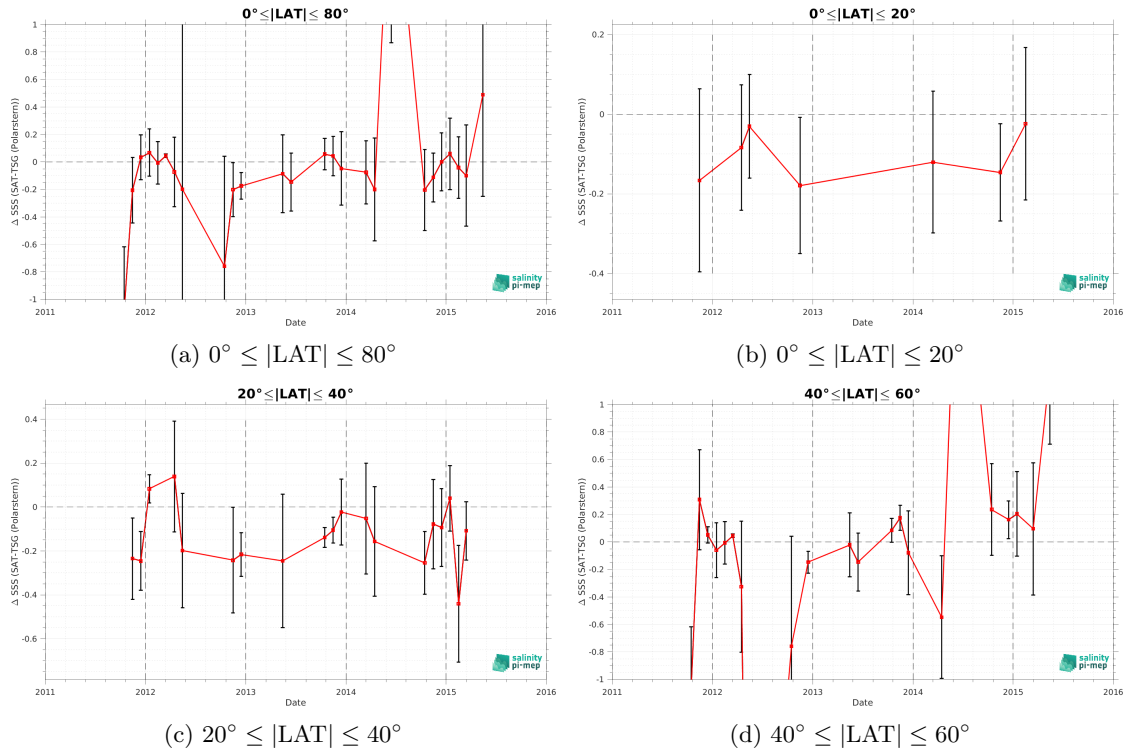 0°≤|LAT|≤ 80°
Δ SSS (SAT-TSG (Polarstern))
1
0.8
0.6
0.4
0.2
0
-0.2
-0.4
-0.6
-0.8
-1
2011 2012 2013 2014 2015 2016
Date
salinity
pi-mep
(a) 0° ≤ |LAT| ≤ 80°
0°≤|LAT|≤ 20°
Δ SSS (SAT-TSG (Polarstern))
0.2
0
-0.2
-0.4
2011 2012 2013 2014 2015 2016
Date
salinity
pi-mep
(b) 0° ≤ |LAT| ≤ 20°
20°≤|LAT|≤ 40°
Δ SSS (SAT-TSG (Polarstern))
0.4
0.2
0
-0.2
-0.4
-0.6
2011 2012 2013 2014 2015 2016
Date
salinity
pi-mep
(c) 20° ≤ |LAT| ≤ 40°
40°≤|LAT|≤ 60°
Δ SSS (SAT-TSG (Polarstern))
1
0.8
0.6
0.4
0.2
0
-0.2
-0.4
-0.6
-0.8
-1
2011 2012 2013 2014 2015 2016
Date
salinity
pi-mep
(d) 40° ≤ |LAT| ≤ 60°